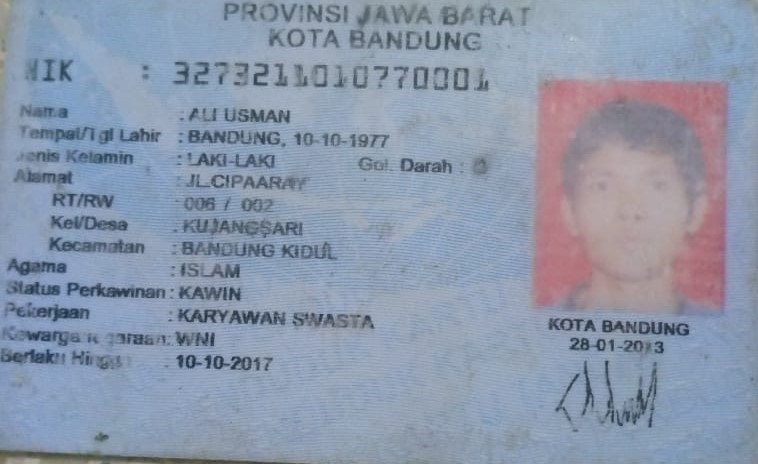 PROVINSI JAWA BARAT
KOTA BANDUNG
NIK : 3273211010770001
Nama : ALI USMAN
Tempat/Tgl Lahir : BANDUNG, 10-10-1977
Jenis Kelamin : LAKI-LAKI Gol. Darah :
Alamat : JL.CIPAARAY
RT/RW : 006 / 002
Kel/Desa : KUJANGSARI
Kecamatan : BANDUNG KIDUL
Agama : ISLAM
Status Perkawinan : KAWIN
Pekerjaan : KARYAWAN SWASTA
Kewarganegaraan : WNI
Berlaku Hingga : 10-10-2017
KOTA BANDUNG
28-01-2013